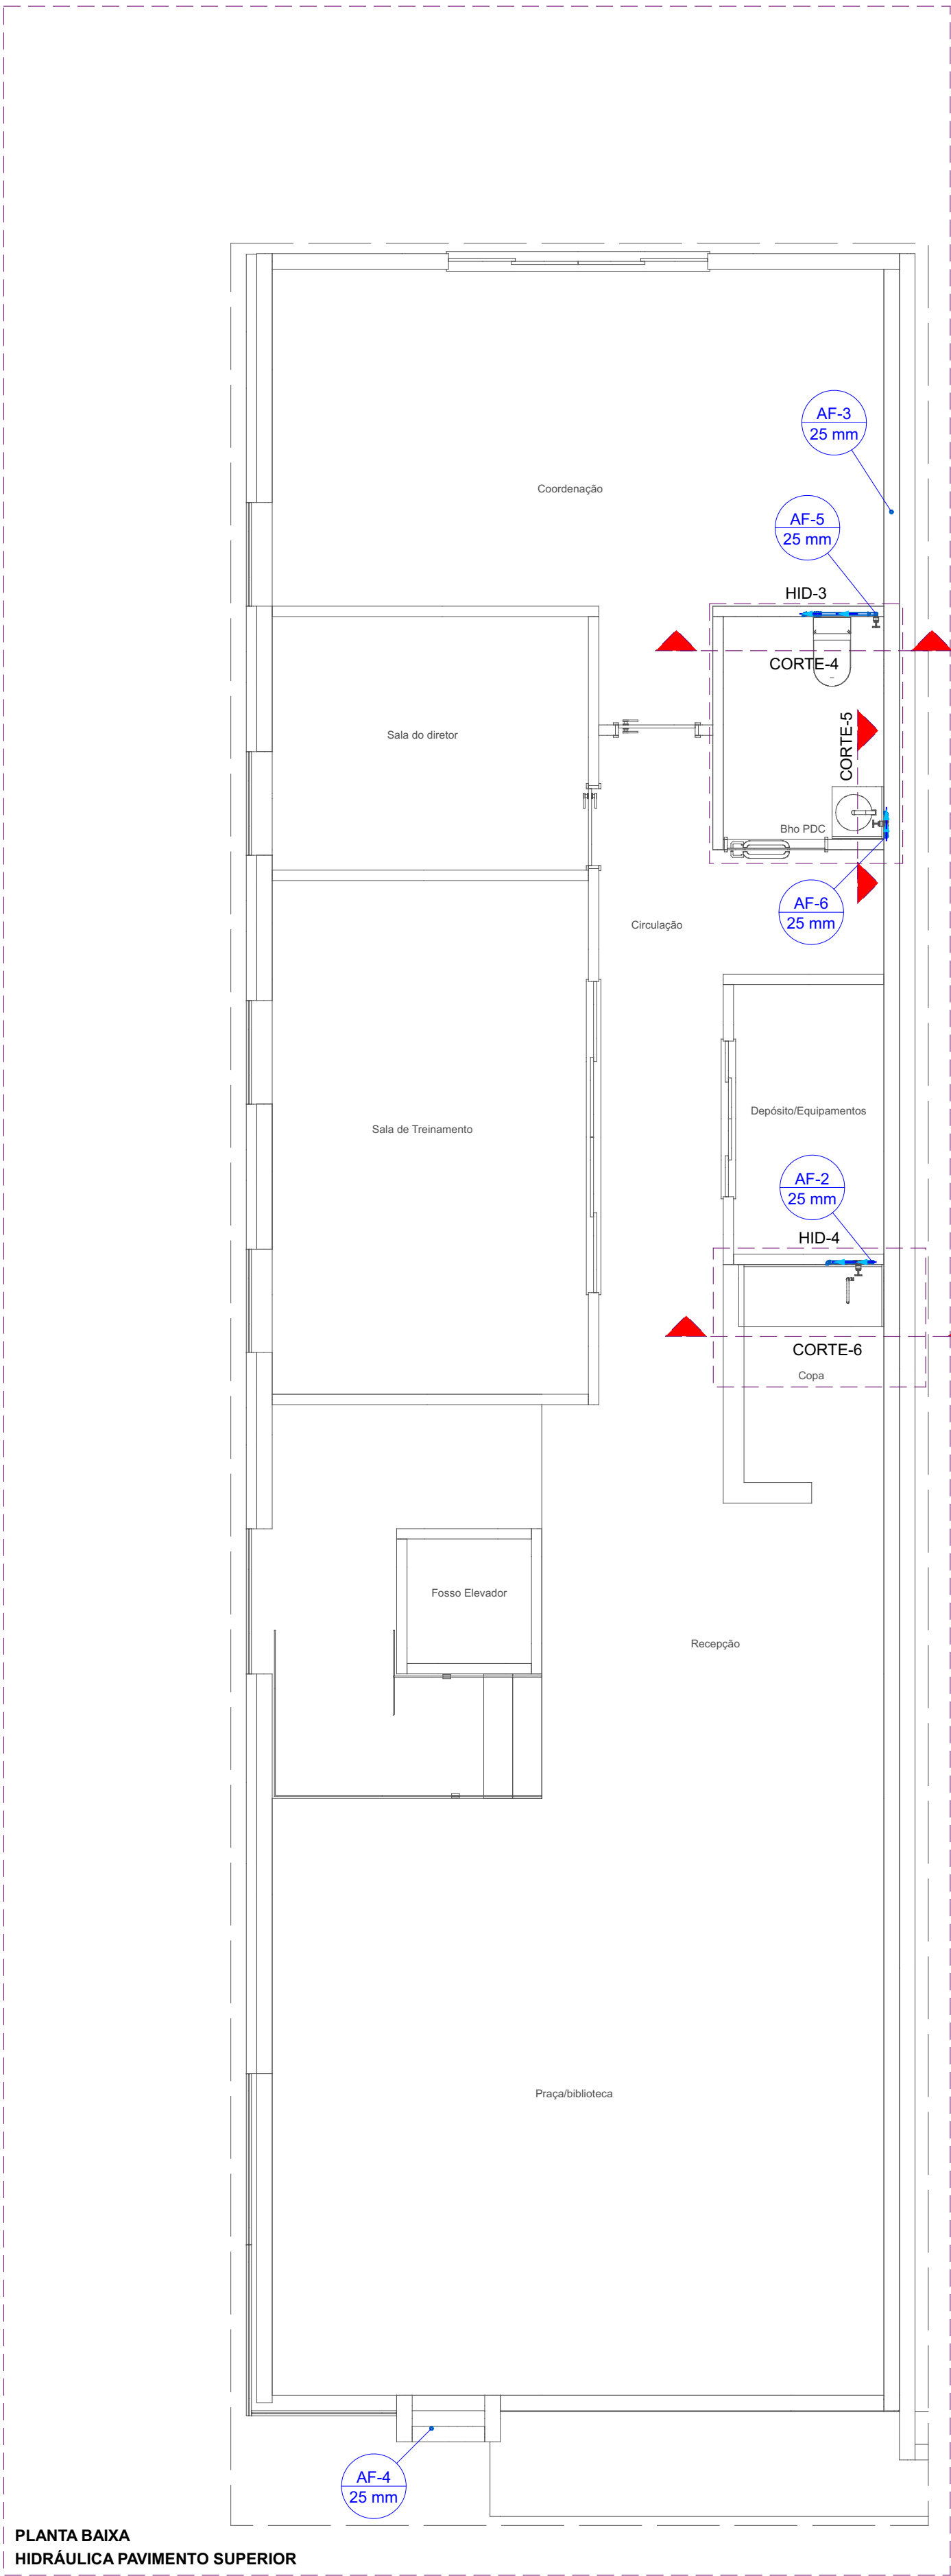 AF-3
25 mm
Coordenação
AF-5
25 mm
HID-3
CORTE-4
CORTE-5
Sala do diretor
Bho PDC
AF-6
25 mm
Circulação
Depósito/Equipamentos
Sala de Treinamento
AF-2
25 mm
HID-4
CORTE-6
Copa
Fosso Elevador
Recepção
Praça/biblioteca
AF-4
25 mm
PLANTA BAIXA
HIDRÁULICA PAVIMENTO SUPERIOR